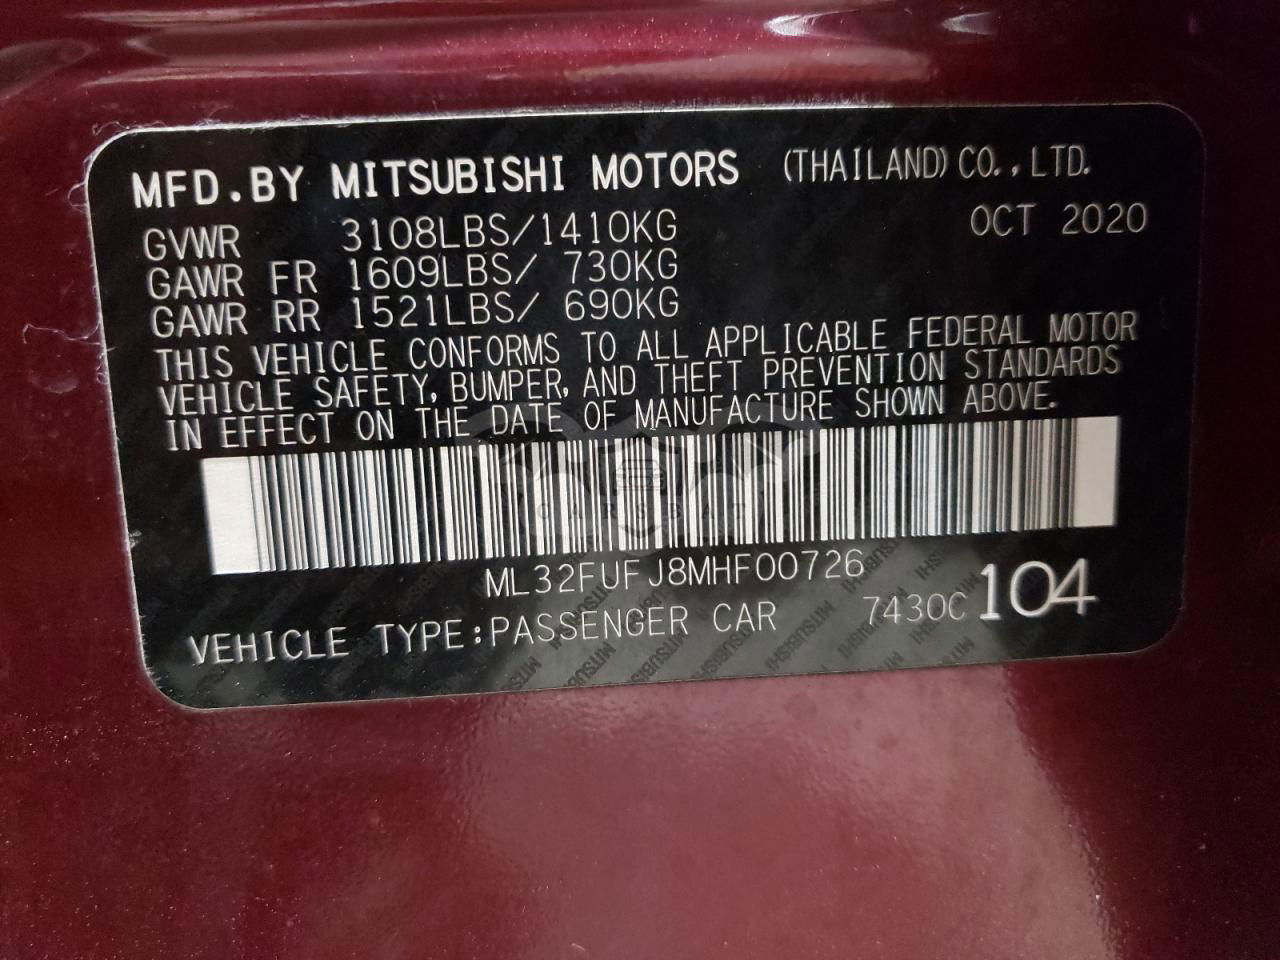 MFD.BY MITSUBISHI MOTORS (THAILAND) CO.,LTD.
GVWR 3108LBS/1410KG OCT 2020
GAWR FR 1609LBS/ 730KG
GAWR RR 1521LBS/ 690KG
THIS VEHICLE CONFORMS TO ALL APPLICABLE FEDERAL MOTOR
VEHICLE SAFETY, BUMPER, AND THEFT PREVENTION STANDARDS
IN EFFECT ON THE DATE OF MANUFACTURE SHOWN ABOVE.
CARSBAT
ML32FUFJ8MHF00726
VEHICLE TYPE:PASSENGER CAR 7430C 104